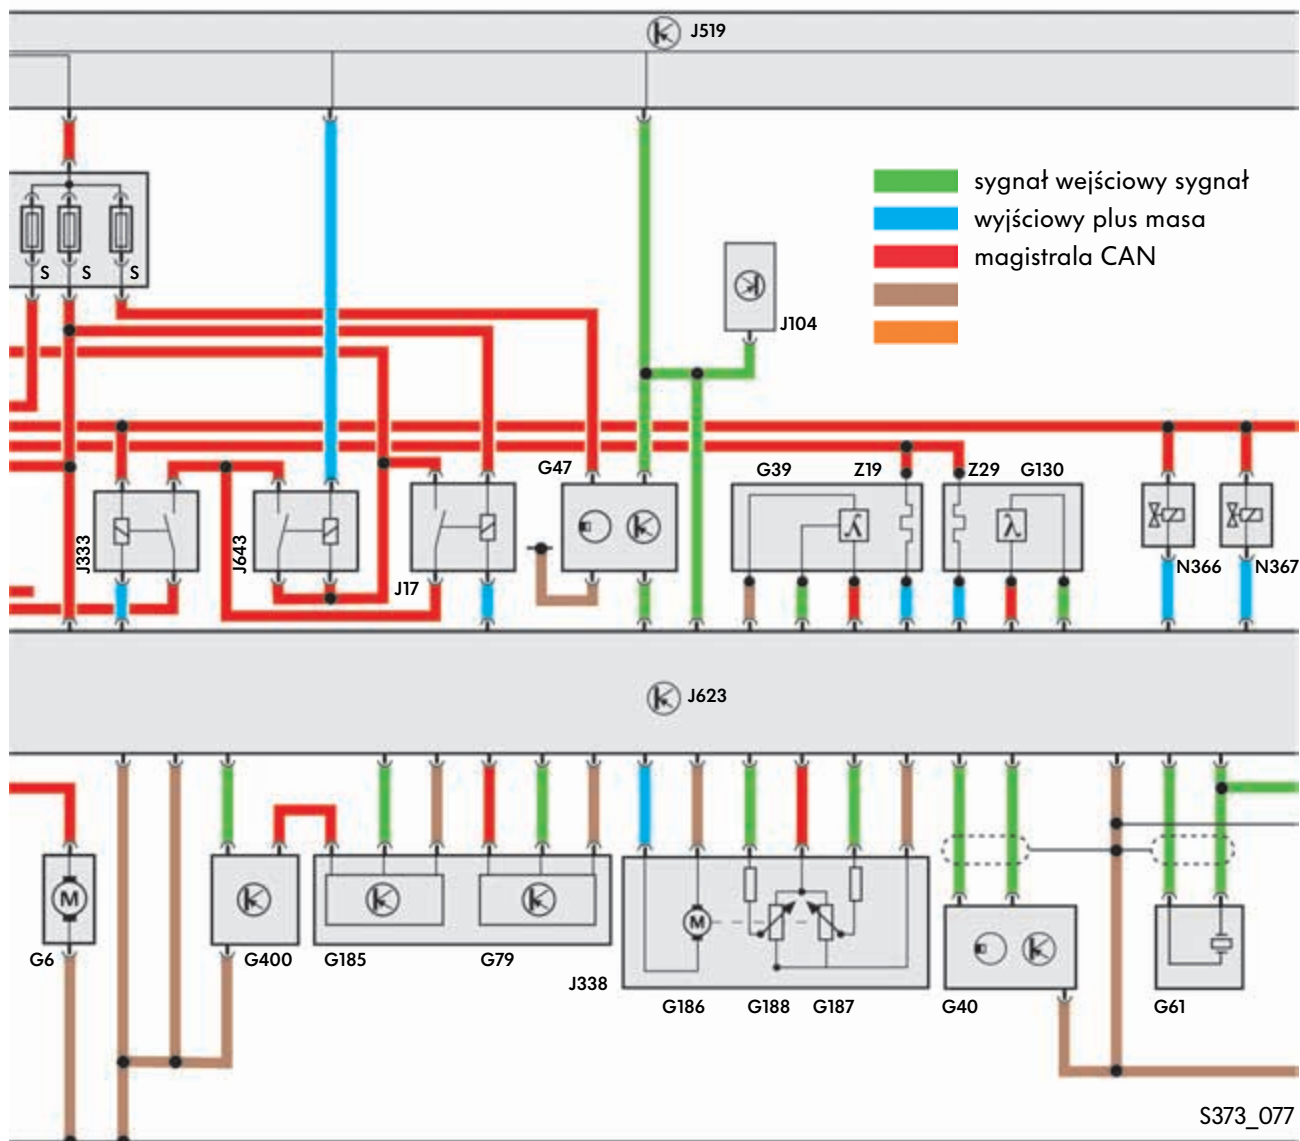 J519
sygnał wejściowy sygnał
wyjściowy plus masa
magistrala CAN
S S S
J104
G47 G39 Z19 Z29 G130
J333
J643
J17
N366 N367
J623
M
G6 G400 G185 G79
J338
M
G186 G188 G187
G40 G61
λ
λ
S373_077